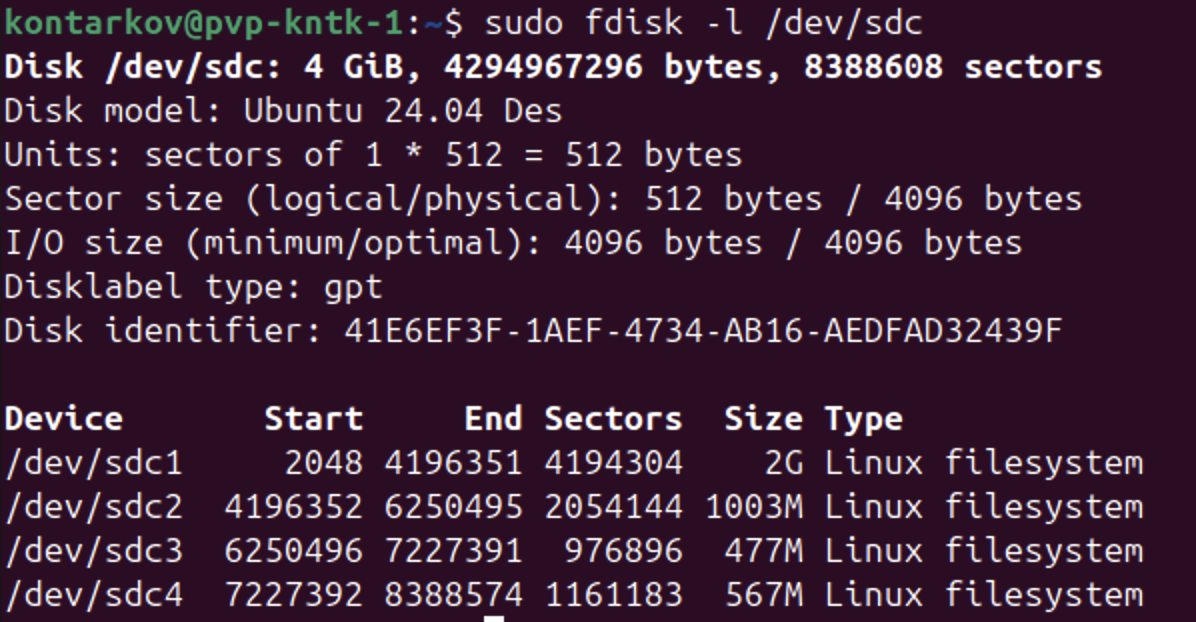 kontarkov@pvp-kntk-1:~$ sudo fdisk -l /dev/sdc
Disk /dev/sdc: 4 GiB, 4294967296 bytes, 8388608 sectors
Disk model: Ubuntu 24.04 Des
Units: sectors of 1 * 512 = 512 bytes
Sector size (logical/physical): 512 bytes / 4096 bytes
I/O size (minimum/optimal): 4096 bytes / 4096 bytes
Disklabel type: gpt
Disk identifier: 41E6EF3F-1AEF-4734-AB16-AEDFAD32439F

Device       Start     End Sectors  Size Type
/dev/sdc1     2048 4196351 4194304    2G Linux filesystem
/dev/sdc2  4196352 6250495 2054144 1003M Linux filesystem
/dev/sdc3  6250496 7227391  976896  477M Linux filesystem
/dev/sdc4  7227392 8388574 1161183  567M Linux filesystem